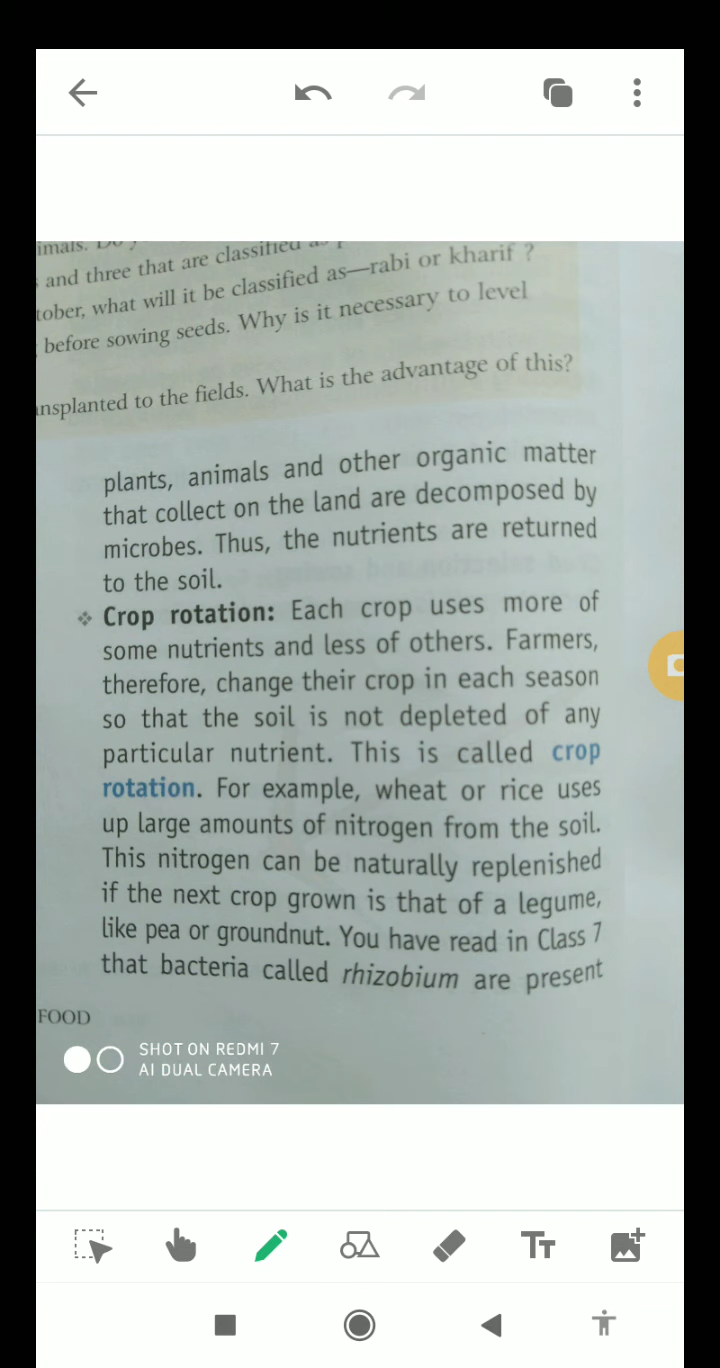 imals.
and three that are classified as
tober, what will it be classified as—rabi or kharif ?
before sowing seeds. Why is it necessary to level
ansplanted to the fields. What is the advantage of this?
plants, animals and other organic matter
that collect on the land are decomposed by
microbes. Thus, the nutrients are returned
to the soil.
❖ Crop rotation: Each crop uses more of
some nutrients and less of others. Farmers,
therefore, change their crop in each season
so that the soil is not depleted of any
particular nutrient. This is called crop
rotation. For example, wheat or rice uses
up large amounts of nitrogen from the soil.
This nitrogen can be naturally replenished
if the next crop grown is that of a legume,
like pea or groundnut. You have read in Class 7
that bacteria called rhizobium are present
FOOD
SHOT ON REDMI 7
AI DUAL CAMERA
TT